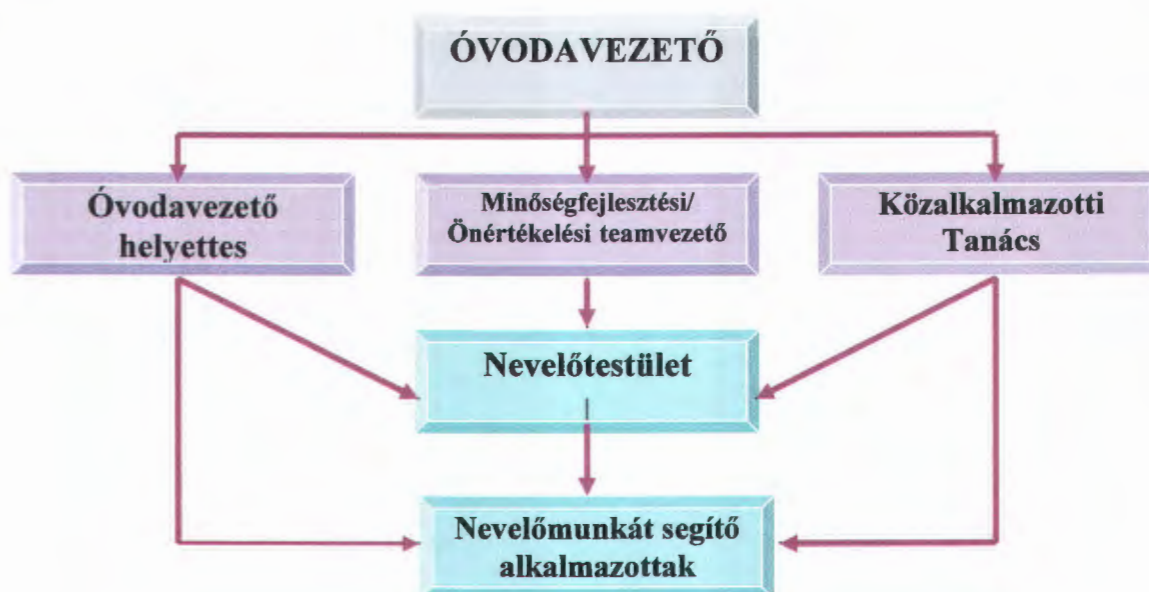 ÓVODAVEZETŐ
Óvodavezető
helyettes
Minőségfejlesztési/
Önértékelési teamvezető
Közalkalmazotti
Tanács
Nevelőtestület
Nevelőmunkát segítő
alkalmazottak